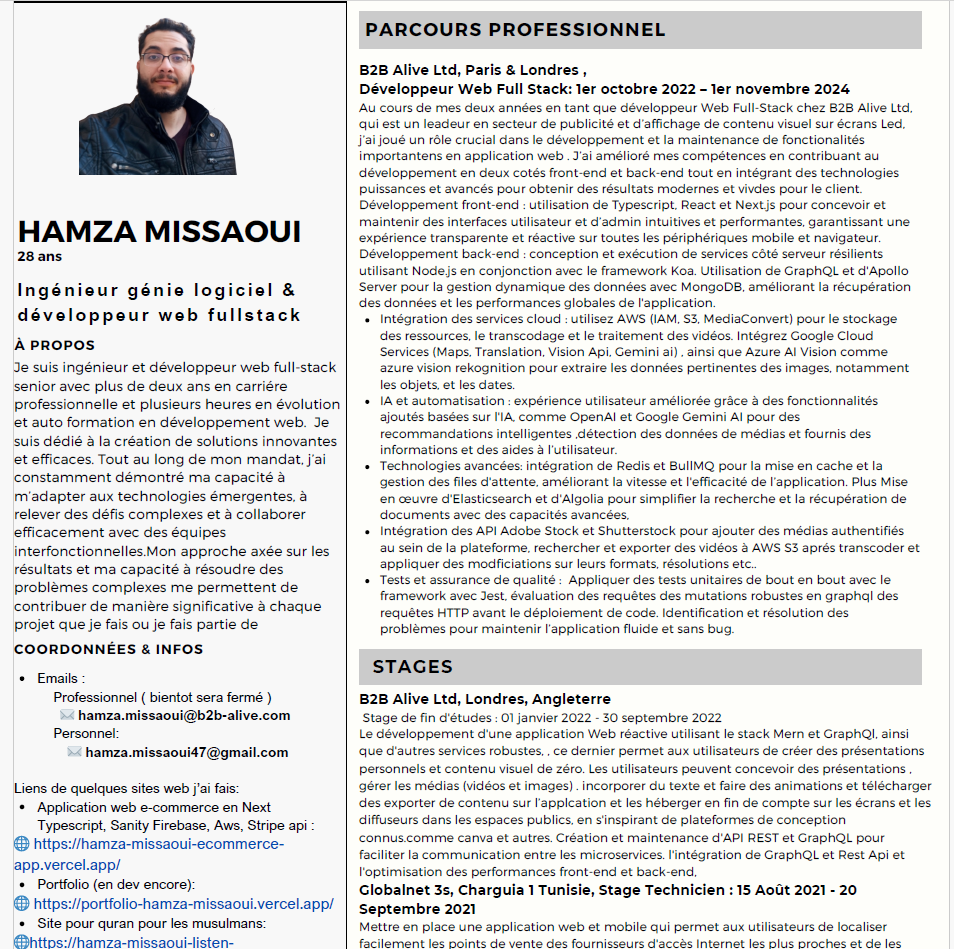 HAMZA MISSAOUI
28 ans
Ingénieur génie logiciel &
développeur web fullstack
À PROPOS
Je suis ingénieur et développeur web full-stack
senior avec plus de deux ans en carriére
professionnelle et plusieurs heures en évolution
et auto formation en développement web. Je
suis dédié à la création de solutions innovantes
et efficaces. Tout au long de mon mandat, j'ai
constamment démontré ma capacité à
m'adapter aux technologies émergentes, à
relever des défis complexes et à collaborer
efficacement avec des équipes
interfonctionnelles.Mon approche axée sur les
résultats et ma capacité à résoudre des
problèmes complexes me permettent de
contribuer de manière significative à chaque
projet que je fais ou je fais partie de
COORDONNÉES & INFOS
• Emails :
Professionnel ( bientot sera fermé )
hamza.missaoui@b2b-alive.com
Personnel:
hamza.missaoui47@gmail.com
Liens de quelques sites web j'ai fais:
• Application web e-commerce en Next
Typescript, Sanity Firebase, Aws, Stripe api :
https://hamza-missaoui-ecommerce-
app.vercel.app/
• Portfolio (en dev encore):
https://portfolio-hamza-missaoui.vercel.app/
• Site pour quran pour les musulmans:
https://hamza-missaoui-listen-
PARCOURS PROFESSIONNEL
B2B Alive Ltd, Paris & Londres ,
Développeur Web Full Stack: 1er octobre 2022 – 1er novembre 2024
Au cours de mes deux années en tant que développeur Web Full-Stack chez B2B Alive Ltd,
qui est un leadeur en secteur de publicité et d'affichage de contenu visuel sur écrans Led,
j'ai joué un rôle crucial dans le développement et la maintenance de fonctionalités
importantens en application web . J'ai amélioré mes compétences en contribuant au
développement en deux cotés front-end et back-end tout en intégrant des technologies
puissances et avancés pour obtenir des résultats modernes et vivdes pour le client.
Développement front-end : utilisation de Typescript, React et Next.js pour concevoir et
maintenir des interfaces utilisateur et d'admin intuitives et performantes, garantissant une
expérience transparente et réactive sur toutes les périphériques mobile et navigateur.
Développement back-end : conception et exécution de services côté serveur résilients
utilisant Node.js en conjonction avec le framework Koa. Utilisation de GraphQL et d'Apollo
Server pour la gestion dynamique des données avec MongoDB, améliorant la récupération
des données et les performances globales de l'application.
• Intégration des services cloud : utilisez AWS (IAM, S3, MediaConvert) pour le stockage
des ressources, le transcodage et le traitement des vidéos. Intégrez Google Cloud
Services (Maps, Translation, Vision Api, Gemini ai) , ainsi que Azure AI Vision comme
azure vision rekognition pour extraire les données pertinentes des images, notamment
les objets, et les dates.
• IA et automatisation : expérience utilisateur améliorée grâce à des fonctionnalités
ajoutés basées sur l'IA, comme OpenAI et Google Gemini AI pour des
recommandations intelligentes ,détection des données de médias et fournis des
informations et des aides à l'utilisateur.
• Technologies avancées: intégration de Redis et BullMQ pour la mise en cache et la
gestion des files d'attente, améliorant la vitesse et l'efficacité de l'application. Plus Mise
en œuvre d'Elasticsearch et d'Algolia pour simplifier la recherche et la récupération de
documents avec des capacités avancées,
• Intégration des API Adobe Stock et Shutterstock pour ajouter des médias authentifiés
au sein de la plateforme, rechercher et exporter des vidéos à AWS S3 aprés transcoder et
appliquer des modficiations sur leurs formats, résolutions etc..
• Tests et assurance de qualité : Appliquer des tests unitaires de bout en bout avec le
framework avec Jest, évaluation des requêtes des mutations robustes en graphql des
requêtes HTTP avant le déploiement de code. Identification et résolution des
problèmes pour maintenir l'application fluide et sans bug.
STAGES
B2B Alive Ltd, Londres, Angleterre
Stage de fin d'études : 01 janvier 2022 - 30 septembre 2022
Le développement d'une application Web réactive utilisant le stack Mern et GraphQl, ainsi
que d'autres services robustes, , ce dernier permet aux utilisateurs de créer des présentations
personnels et contenu visuel de zéro. Les utilisateurs peuvent concevoir des présentations ,
gérer les médias (vidéos et images) . incorporer du texte et faire des animations et télécharger
des exporter de contenu sur l'applcation et les héberger en fin de compte sur les écrans et les
diffuseurs dans les espaces publics, en s'inspirant de plateformes de conception
connus.comme canva et autres. Création et maintenance d'API REST et GraphQL pour
faciliter la communication entre les microservices. l'intégration de GraphQL et Rest Api et
l'optimisation des performances front-end et back-end,
Globalnet 3s, Charguia 1 Tunisie, Stage Technicien : 15 Août 2021 - 20
Septembre 2021
Mettre en place une application web et mobile qui permet aux utilisateurs de localiser
facilement les points de vente des fournisseurs d'accès Internet les plus proches et de les